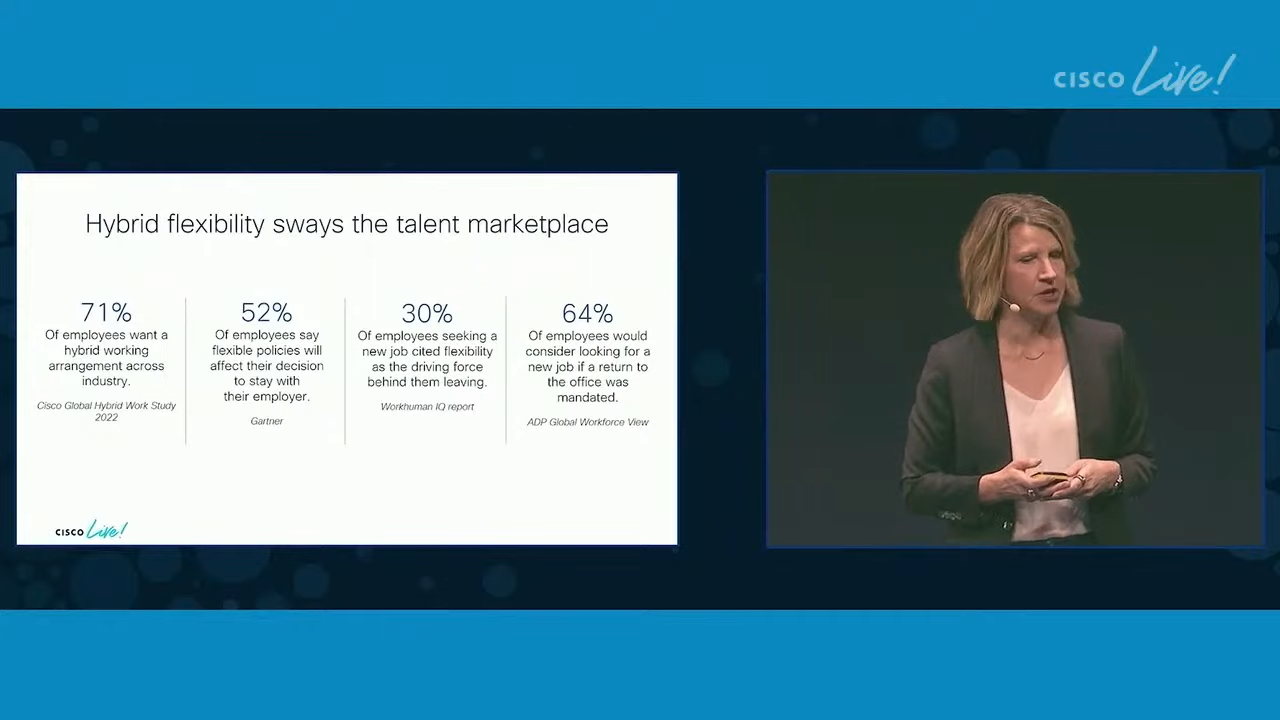 CISCO Live!
Hybrid flexibility sways the talent marketplace
71%
Of employees want a
hybrid working
arrangement across
industry.
Cisco Global Hybrid Work Study
2022
52%
Of employees say
flexible policies will
affect their decision
to stay with
their employer.
Gartner
30%
Of employees seeking a
new job cited flexibility
as the driving force
behind them leaving.
Workhuman IQ report
64%
Of employees would
consider looking for a
new job if a return to
the office was
mandated.
ADP Global Workforce View
CISCO Live!